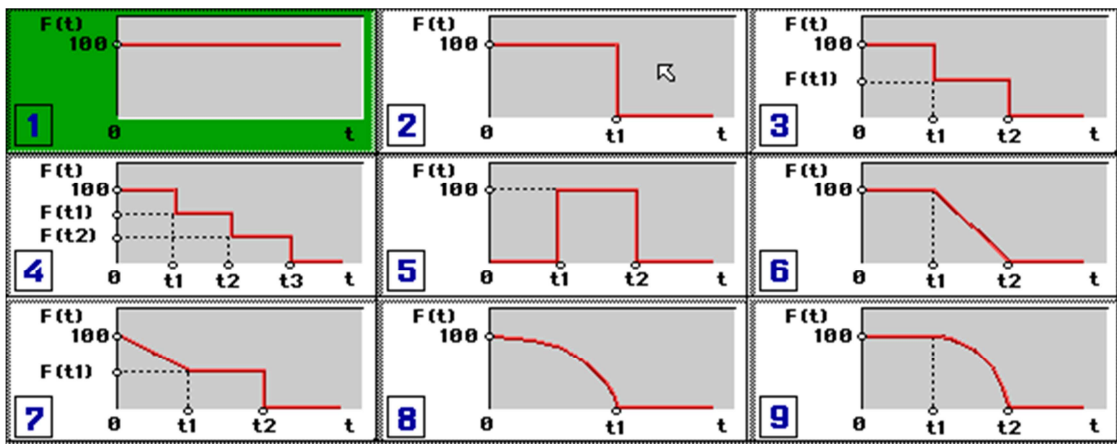 F(t)
100
1
0 t
F(t)
100
2
0 t1 t
F(t)
100
F(t1)
3
0 t1 t2 t
F(t)
100
F(t1)
F(t2)
4
0 t1 t2 t3 t
F(t)
100
5
0 t1 t2 t
F(t)
100
6
0 t1 t2 t
F(t)
100
F(t1)
7
0 t1 t2 t
F(t)
100
8
0 t1 t
F(t)
100
9
0 t1 t2 t